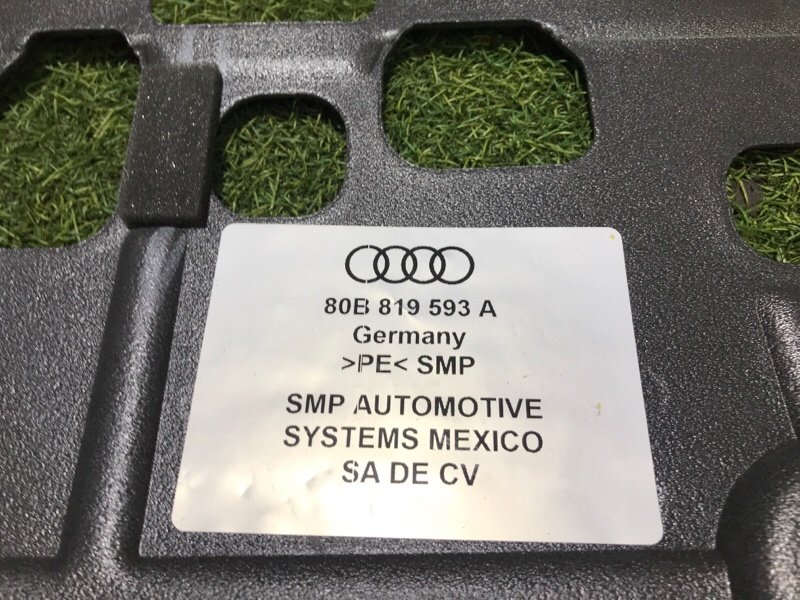 80B 819 593 A
Germany
>PE< SMP
SMP AUTOMOTIVE
SYSTEMS MEXICO
SA DE CV